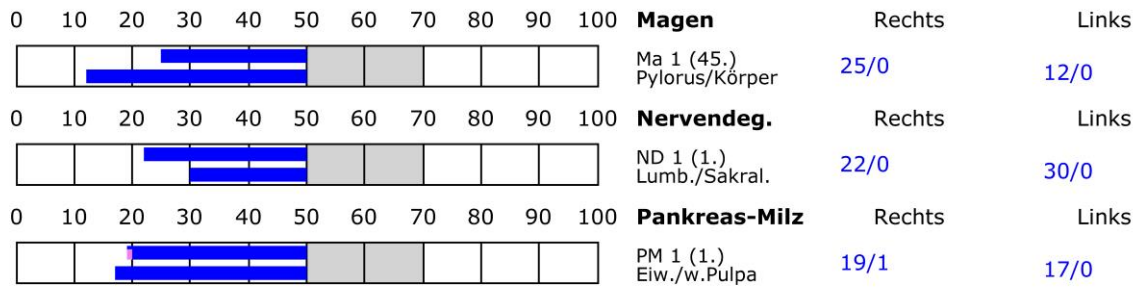 0 10 20 30 40 50 60 70 80 90 100 Magen Rechts Links
Ma 1 (45.) 25/0 12/0
Pylorus/Körper
0 10 20 30 40 50 60 70 80 90 100 Nervendeg. Rechts Links
ND 1 (1.) 22/0 30/0
Lumb./Sakral.
0 10 20 30 40 50 60 70 80 90 100 Pankreas-Milz Rechts Links
PM 1 (1.) 19/1 17/0
Eiw./w.Pulpa